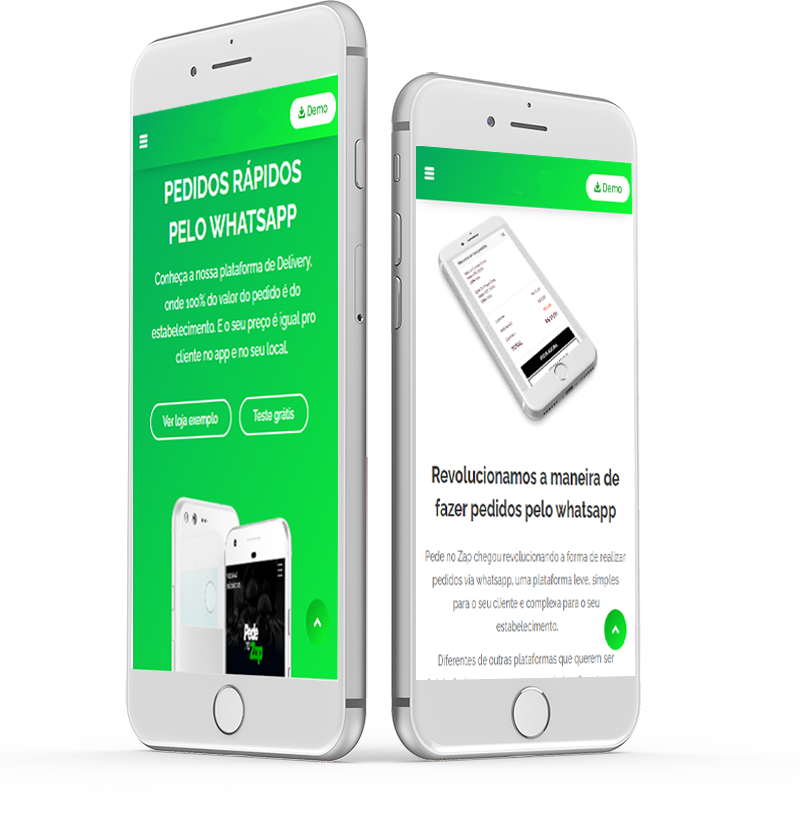 Demo
PEDIDOS RÁPIDOS
PELO WHATSAPP
Conheça a nossa plataforma de Delivery,
onde 100% do valor do pedido é do
estabelecimento. E o seu preço é igual pro
cliente no app e no seu local.
Ver loja exemplo
Teste grátis
Pede
no Zap
Demo
TOTAL
Revolucionamos a maneira de
fazer pedidos pelo whatsapp
Pede no Zap chegou revolucionando a forma de realizar
pedidos via whatsapp, uma plataforma leve, simples
para o seu cliente e complexa para o seu
estabelecimento.
Diferentes de outras plataformas que querem ser